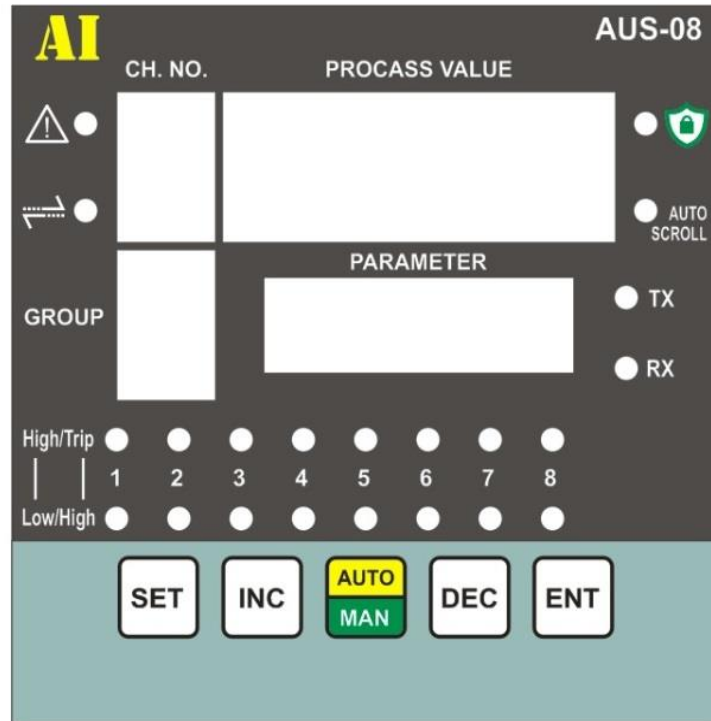 AI
AUS-08
CH. NO.
PROCASS VALUE
AUTO
SCROLL
PARAMETER
GROUP
TX
RX
High/Trip
1 2 3 4 5 6 7 8
Low/High
SET
INC
AUTO
MAN
DEC
ENT